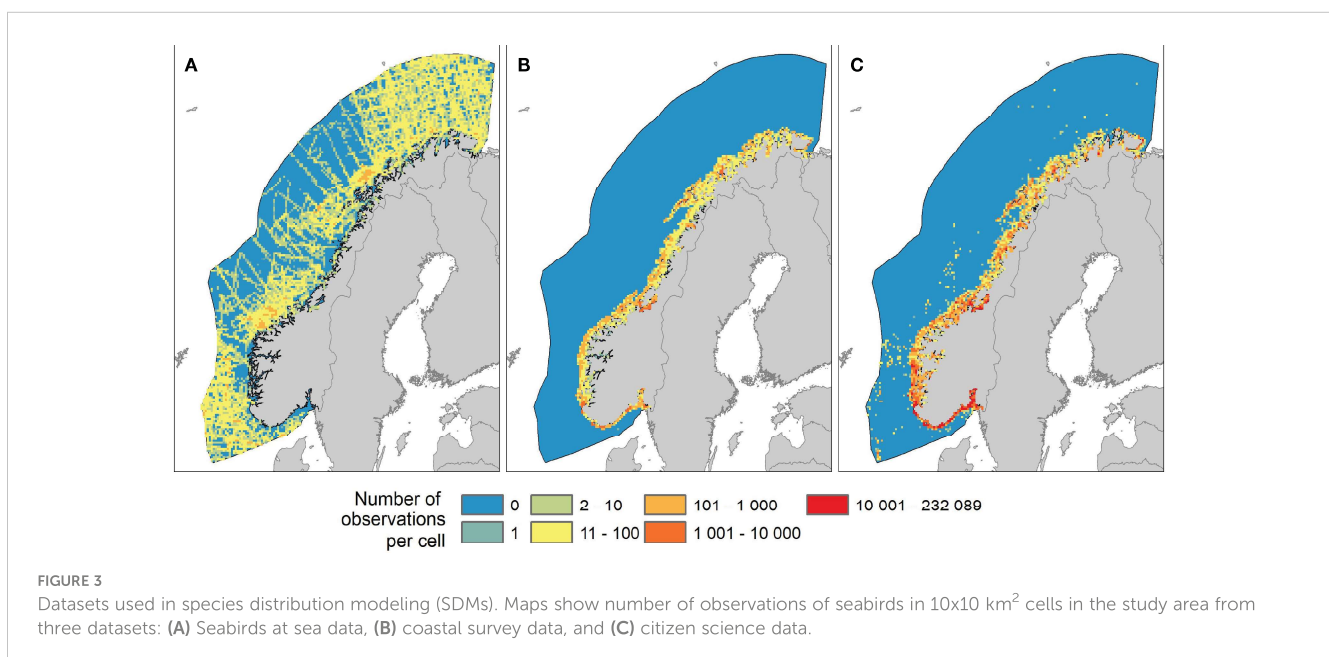 A
B
C
Number of
observations
per cell
0
2 - 10
101 - 1 000
10 001 - 232 089
1
11 - 100
1 001 - 10 000
FIGURE 3
Datasets used in species distribution modeling (SDMs). Maps show number of observations of seabirds in 10x10 km² cells in the study area from
three datasets: (A) Seabirds at sea data, (B) coastal survey data, and (C) citizen science data.